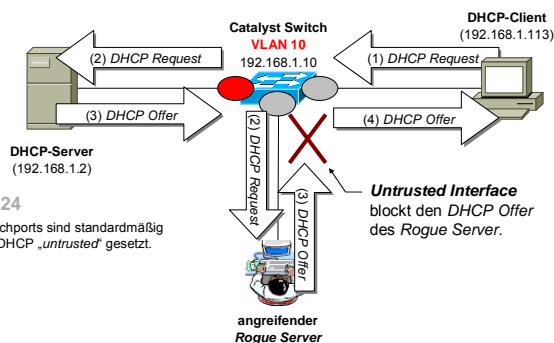 Catalyst Switch
VLAN 10
192.168.1.10
DHCP-Client
(192.168.1.113)
(2) DHCP Request
(1) DHCP Request
(3) DHCP Offer
(4) DHCP Offer
DHCP-Server
(192.168.1.2)
(2) DHCP Request
(3) DHCP Offer
Untrusted Interface
blockt den DHCP Offer
des Rogue Server.
24
chports sind standardmäßig
DHCP „untrusted“ gesetzt.
angreifender
Rogue Server